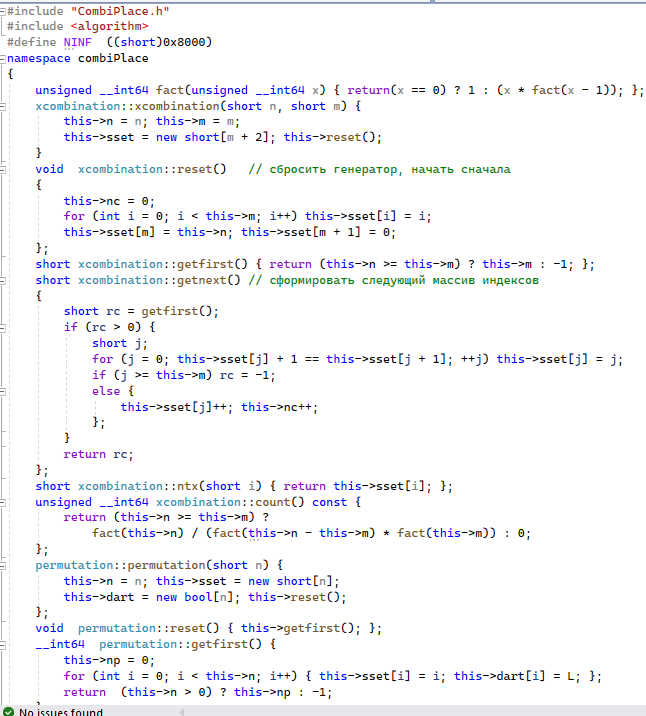 #include "CombiPlace.h"
#include <algorithm>
#define NINF  ((short)0x8000)
namespace combiPlace
{
    unsigned __int64 fact(unsigned __int64 x) { return(x == 0) ? 1 : (x * fact(x - 1)); };
    xcombination::xcombination(short n, short m) {
        this->n = n; this->m = m;
        this->sset = new short[m + 2]; this->reset();
    }
    void  xcombination::reset()   // сбросить генератор, начать сначала
    {
        this->nc = 0;
        for (int i = 0; i < this->m; i++) this->sset[i] = i;
        this->sset[m] = this->n; this->sset[m + 1] = 0;
    };
    short xcombination::getfirst() { return (this->n >= this->m) ? this->m : -1; };
    short xcombination::getnext() // сформировать следующий массив индексов
    {
        short rc = getfirst();
        if (rc > 0) {
            short j;
            for (j = 0; this->sset[j] + 1 == this->sset[j + 1]; ++j) this->sset[j] = j;
            if (j >= this->m) rc = -1;
            else {
                this->sset[j]++; this->nc++;
            };
        }
        return rc;
    };
    short xcombination::ntx(short i) { return this->sset[i]; };
    unsigned __int64 xcombination::count() const {
        return (this->n >= this->m) ?
            fact(this->n) / (fact(this->n - this->m) * fact(this->m)) : 0;
    };
    permutation::permutation(short n) {
        this->n = n; this->sset = new short[n];
        this->dart = new bool[n]; this->reset();
    };
    void  permutation::reset() { this->getfirst(); };
    __int64  permutation::getfirst() {
        this->np = 0;
        for (int i = 0; i < this->n; i++) { this->sset[i] = i; this->dart[i] = L; };
        return  (this->n > 0) ? this->np : -1;
No issues found